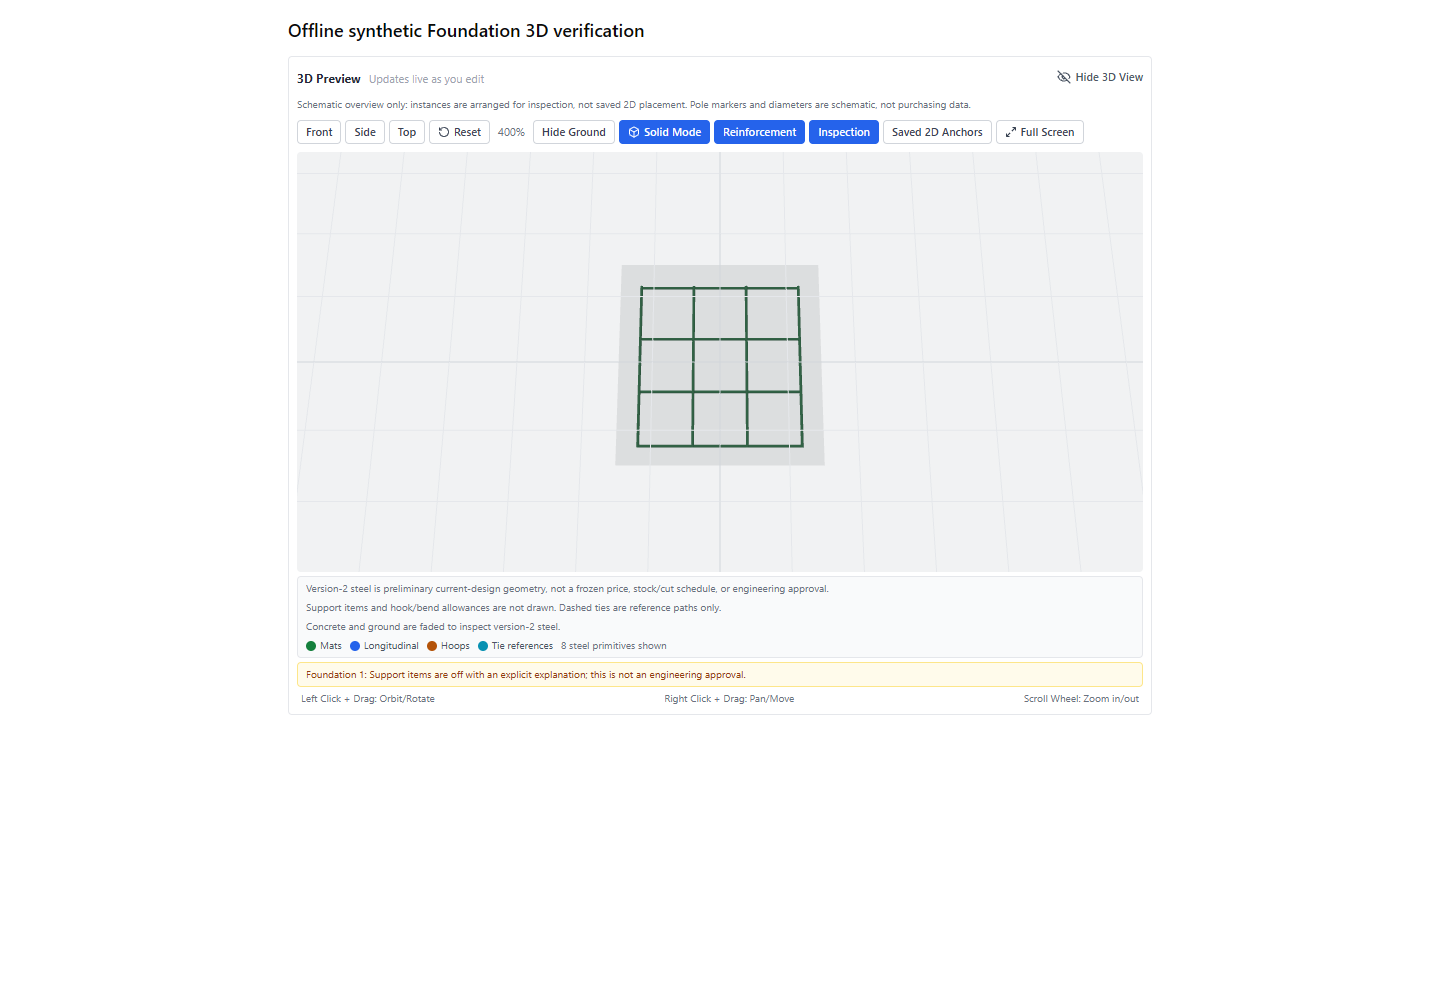 Offline synthetic Foundation 3D verification
3D Preview Updates live as you edit
Hide 3D View
Schematic overview only: instances are arranged for inspection, not saved 2D placement. Pole markers and diameters are schematic, not purchasing data.
Front Side Top Reset 400% Hide Ground Solid Mode Reinforcement Inspection Saved 2D Anchors Full Screen
Version-2 steel is preliminary current-design geometry, not a frozen price, stock/cut schedule, or engineering approval.
Support items and hook/bend allowances are not drawn. Dashed ties are reference paths only.
Concrete and ground are faded to inspect version-2 steel.
Mats Longitudinal Hoops Tie references 8 steel primitives shown
Foundation 1: Support items are off with an explicit explanation; this is not an engineering approval.
Left Click + Drag: Orbit/Rotate Right Click + Drag: Pan/Move Scroll Wheel: Zoom in/out